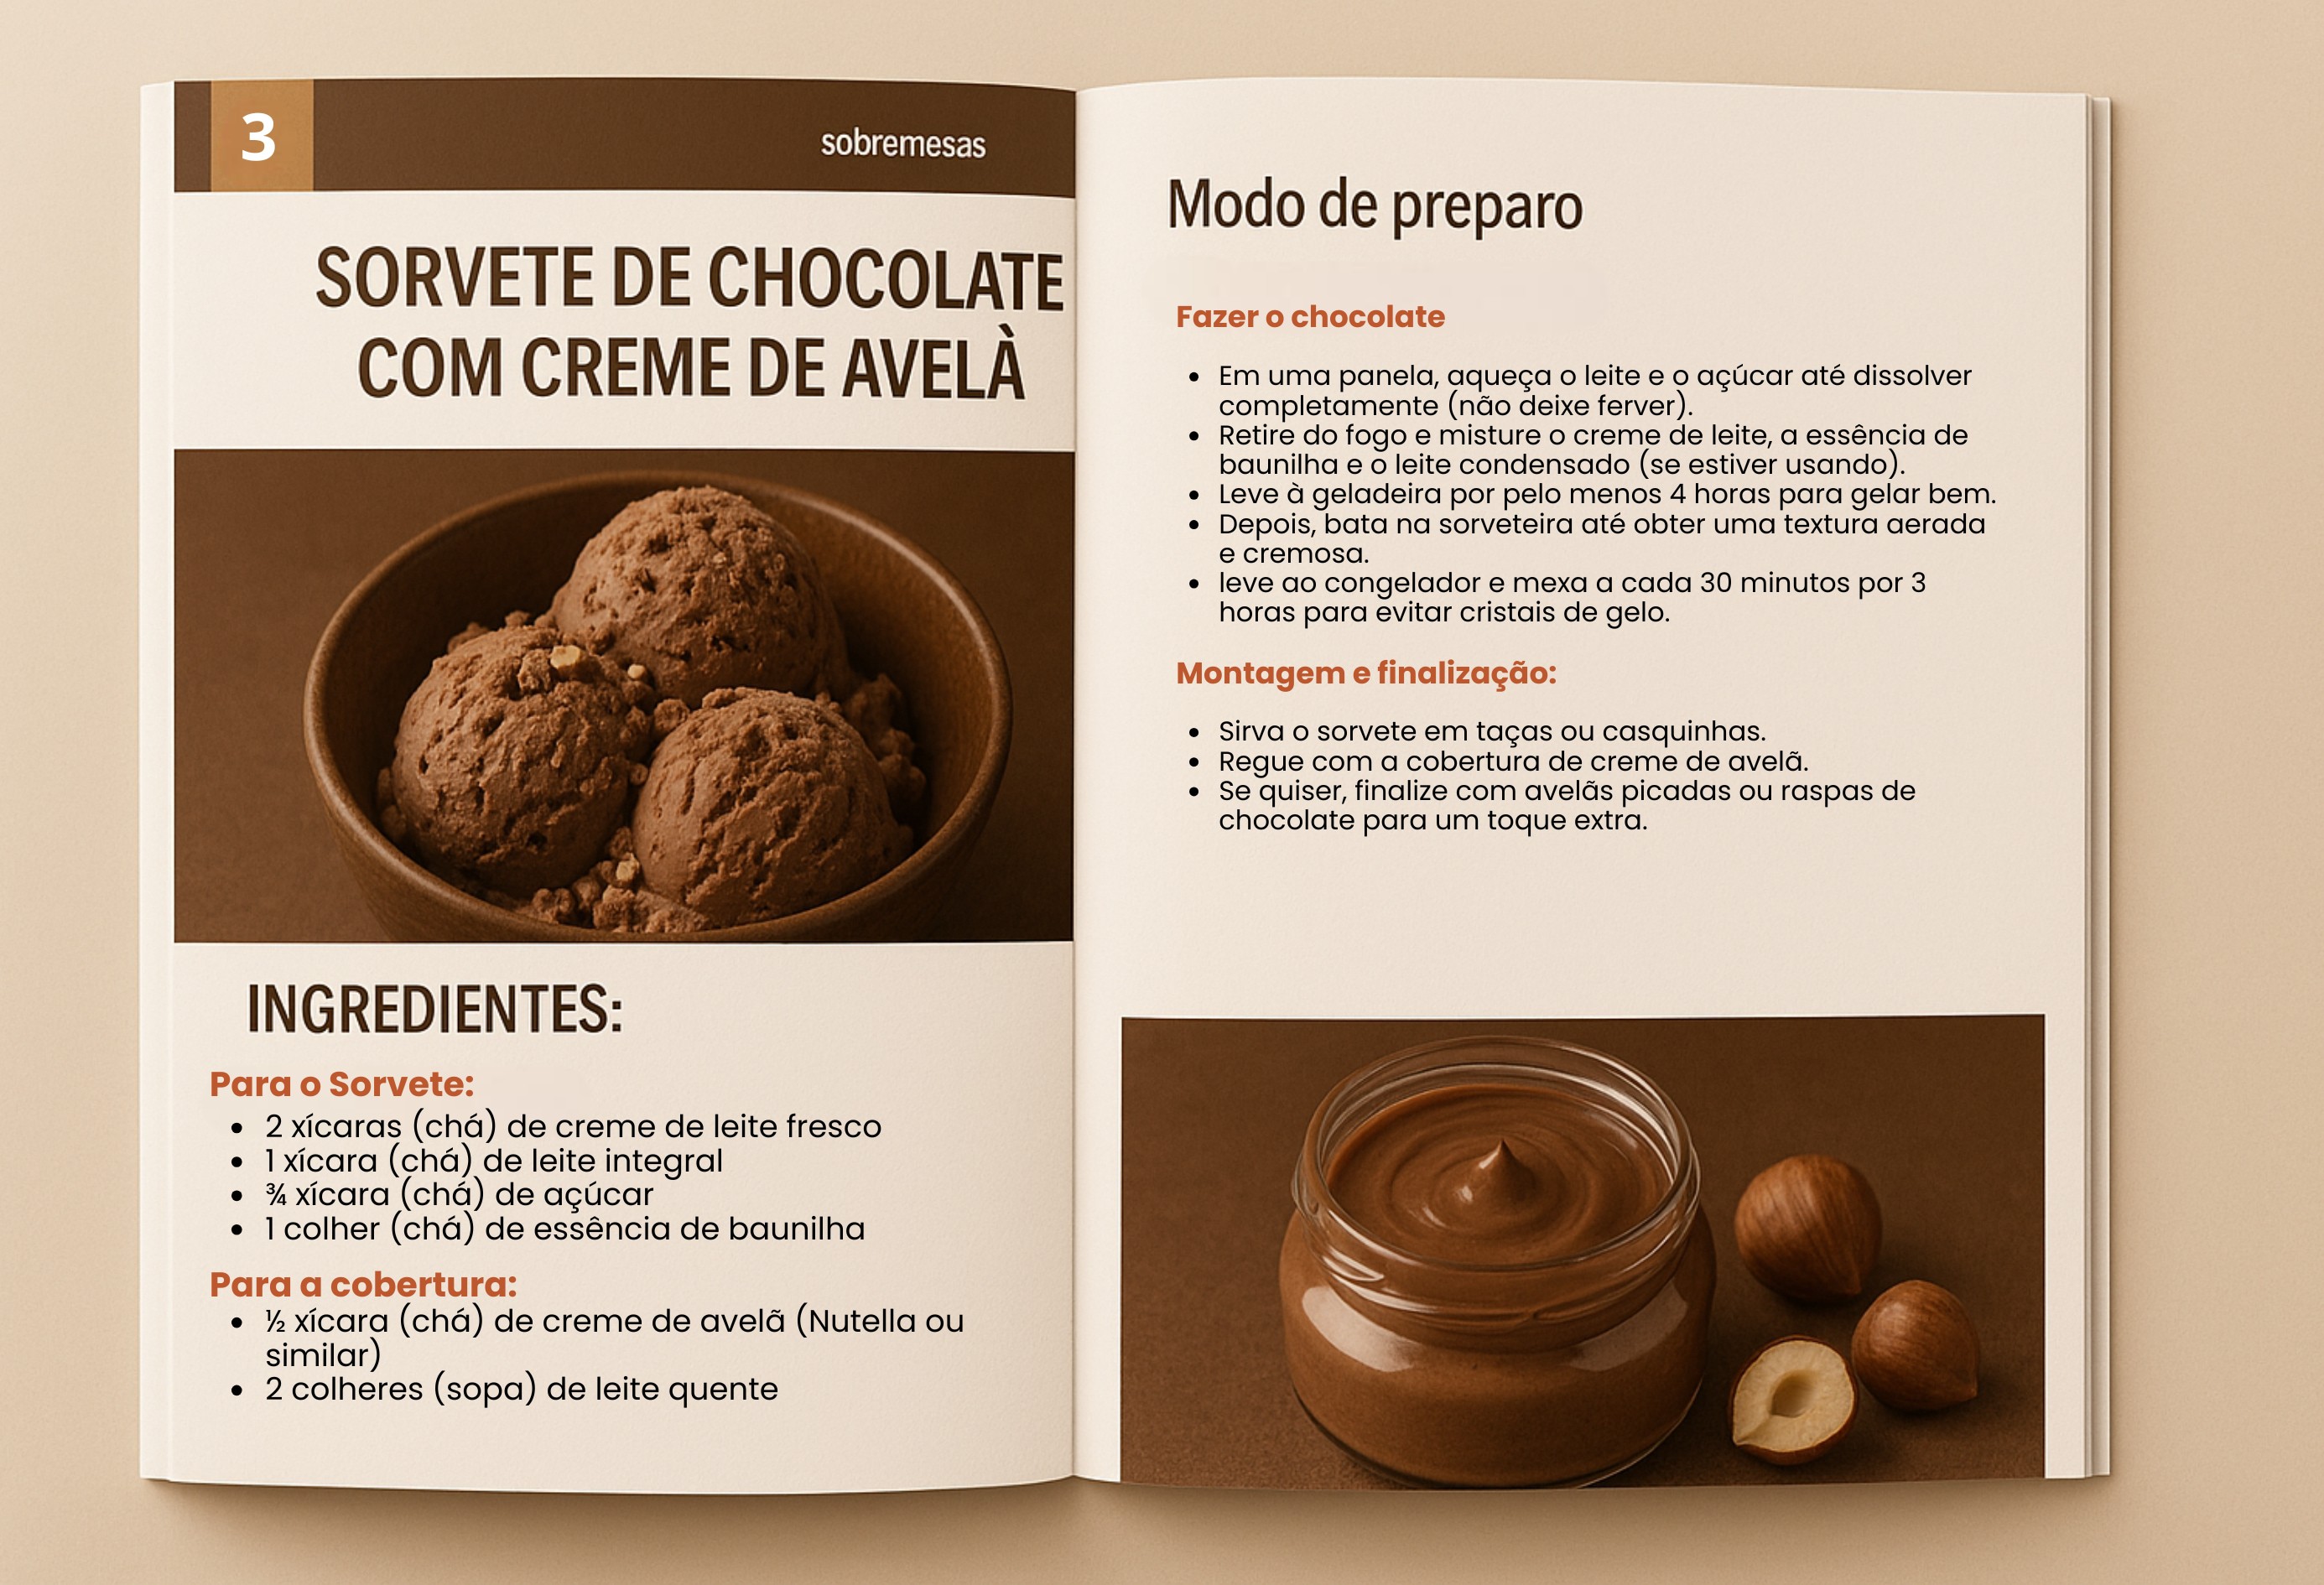 3
sobremesas
SORVETE DE CHOCOLATE
COM CREME DE AVELÀ
INGREDIENTES:
Para o Sorvete:
• 2 xícaras (chá) de creme de leite fresco
• 1 xícara (chá) de leite integral
• ¾ xícara (chá) de açúcar
• 1 colher (chá) de essência de baunilha
Para a cobertura:
• ½ xícara (chá) de creme de avelã (Nutella ou
similar)
• 2 colheres (sopa) de leite quente
Modo de preparo
Fazer o chocolate
• Em uma panela, aqueça o leite e o açúcar até dissolver
completamente (não deixe ferver).
• Retire do fogo e misture o creme de leite, a essência de
baunilha e o leite condensado (se estiver usando).
• Leve à geladeira por pelo menos 4 horas para gelar bem.
• Depois, bata na sorveteira até obter uma textura aerada
e cremosa.
• leve ao congelador e mexa a cada 30 minutos por 3
horas para evitar cristais de gelo.
Montagem e finalização:
• Sirva o sorvete em taças ou casquinhas.
• Regue com a cobertura de creme de avelã.
• Se quiser, finalize com avelãs picadas ou raspas de
chocolate para um toque extra.